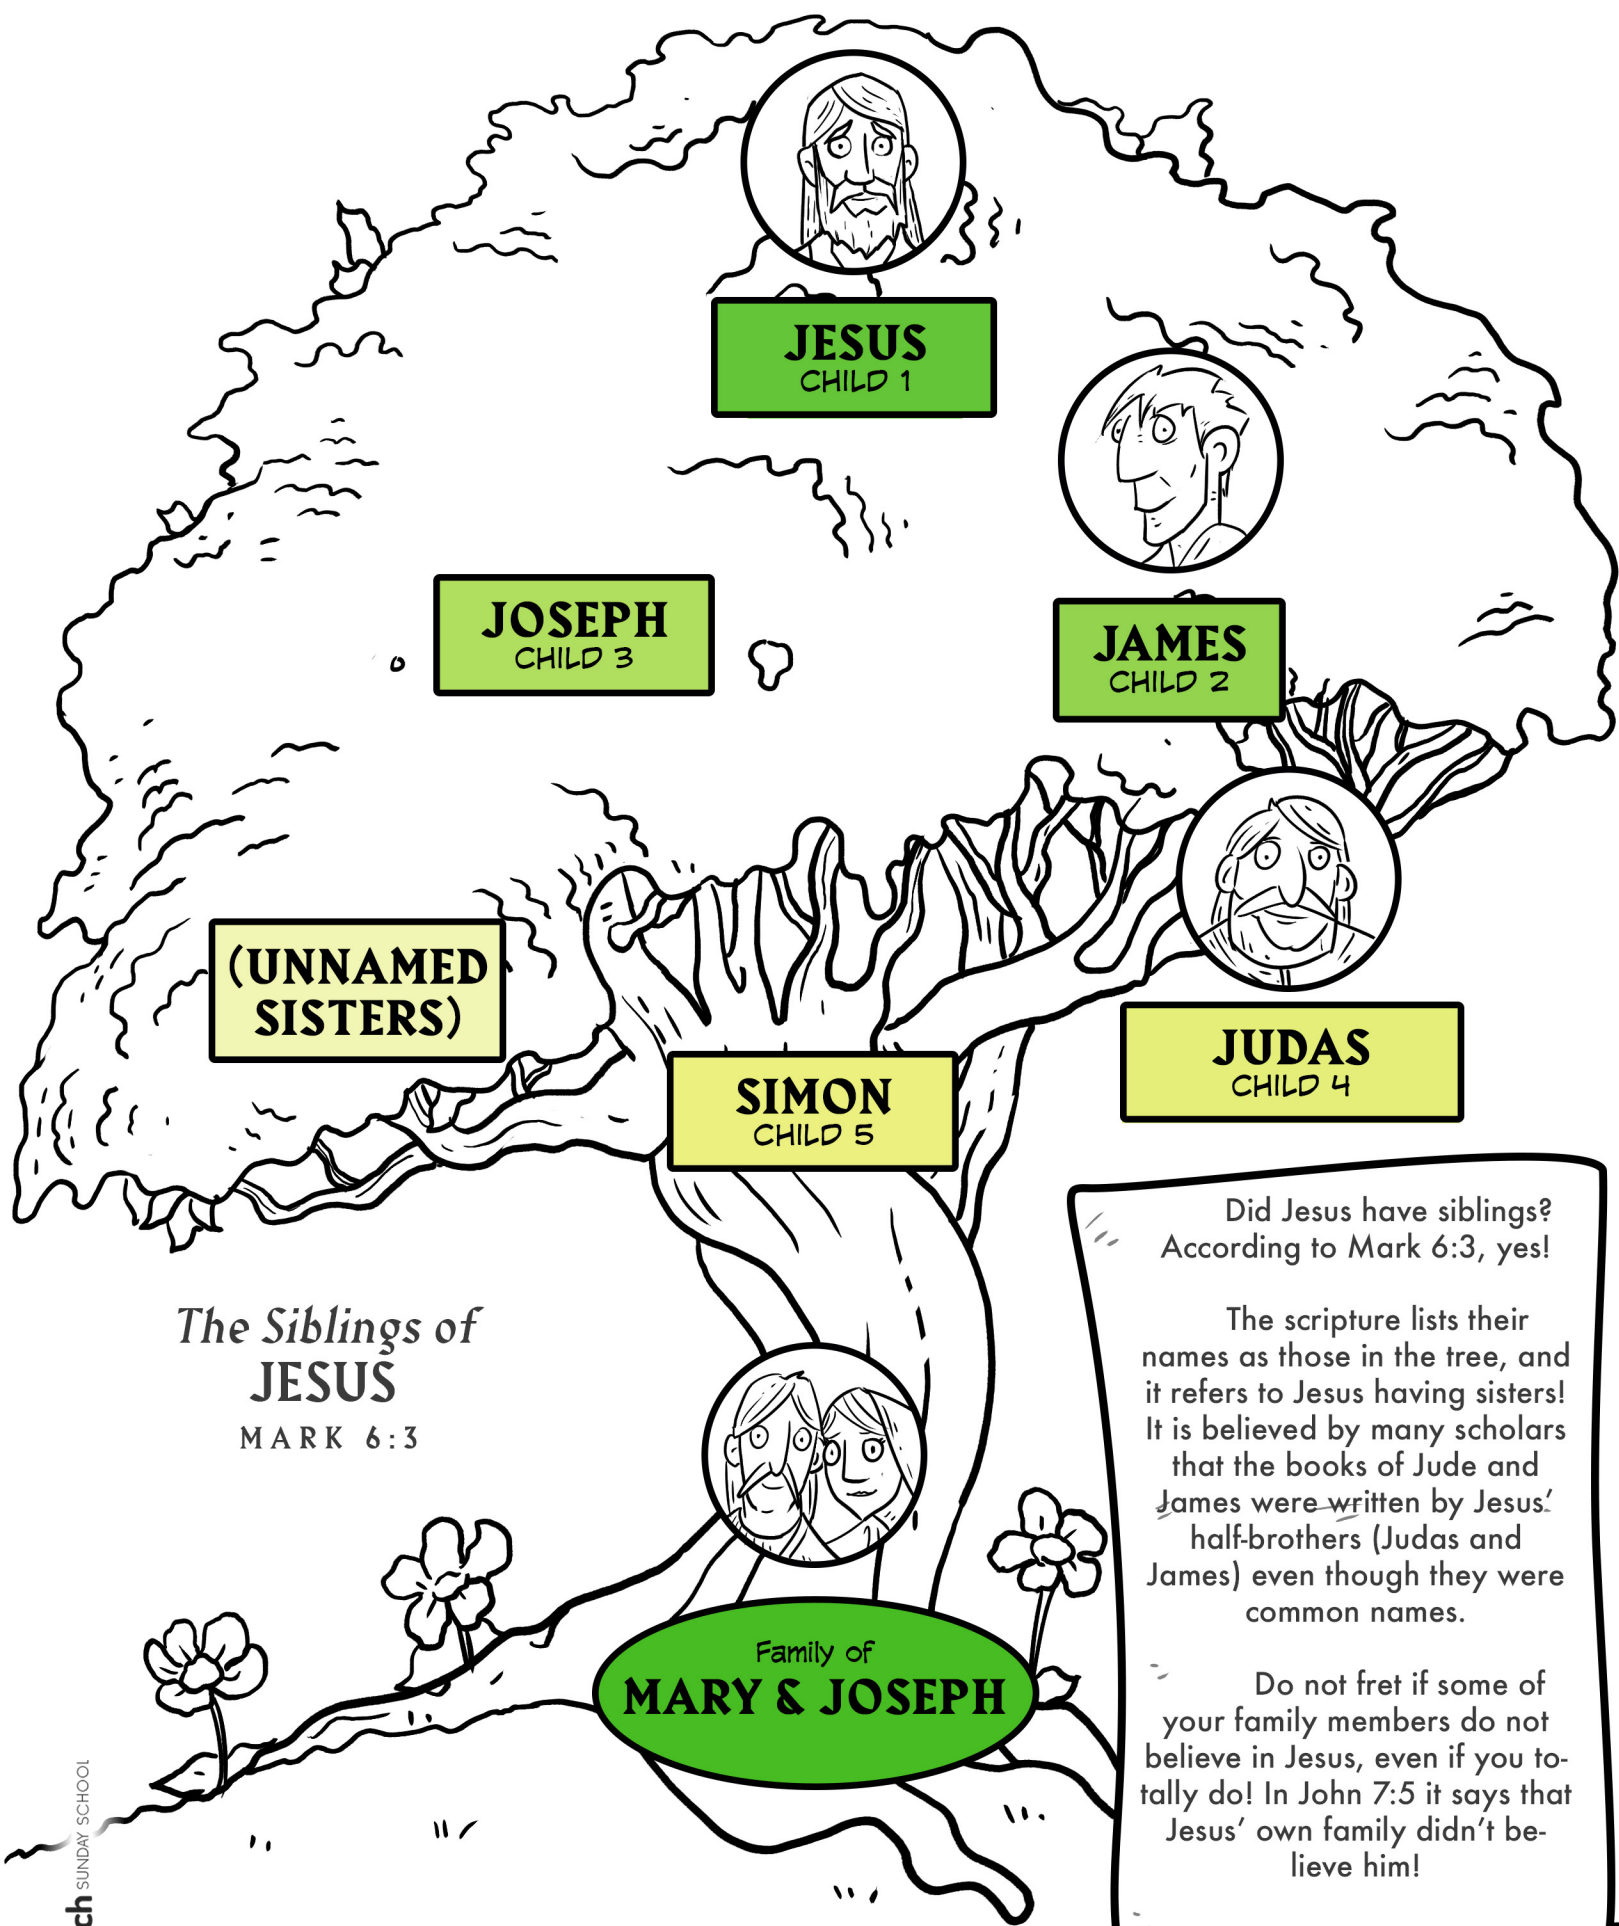 JESUS
CHILD 1
JOSEPH
CHILD 3
JAMES
CHILD 2
(UNNAMED
SISTERS)
SIMON
CHILD 5
JUDAS
CHILD 4
The Siblings of
JESUS
MARK 6:3
Family of
MARY & JOSEPH
Did Jesus have siblings?
According to Mark 6:3, yes!
The scripture lists their
names as those in the tree, and
it refers to Jesus having sisters!
It is believed by many scholars
that the books of Jude and
James were written by Jesus’
half-brothers (Judas and
James) even though they were
common names.
Do not fret if some of
your family members do not
believe in Jesus, even if you to-
tally do! In John 7:5 it says that
Jesus’ own family didn’t be-
lieve him!
ch SUNDAY SCHOOL